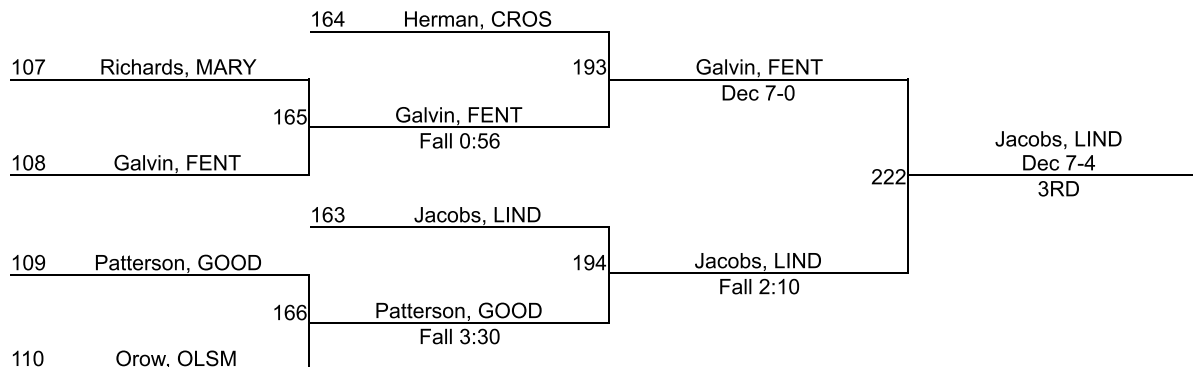 164 Herman, CROS
107 Richards, MARY
193 Galvin, FENT
Dec 7-0
165 Galvin, FENT
Fall 0:56
108 Galvin, FENT
Jacobs, LIND
222 Dec 7-4
3RD
163 Jacobs, LIND
109 Patterson, GOOD
194 Jacobs, LIND
Fall 2:10
166 Patterson, GOOD
Fall 3:30
110 Orow, OLSM